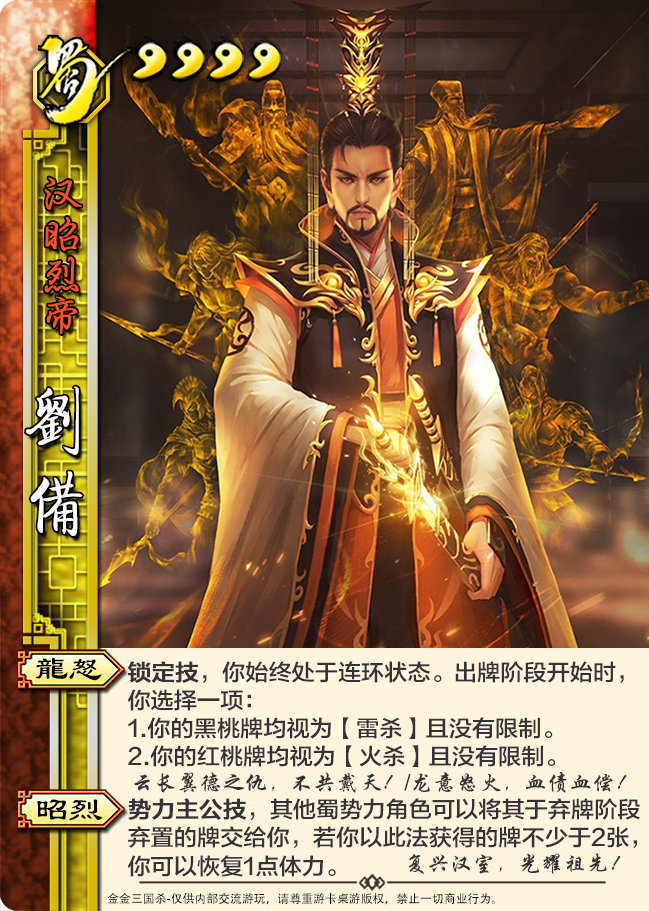 蜀
汉昭烈帝
劉備
龍怒
锁定技，你始终处于连环状态。出牌阶段开始时，
你选择一项：
1.你的黑桃牌均视为【雷杀】且没有限制。
2.你的红桃牌均视为【火杀】且没有限制。
云长翼德之仇，不共戴天！/龙意怒火，血债血偿！
昭烈
势力主公技，其他蜀势力角色可以将其于弃牌阶段
弃置的牌交给你，若你以此法获得的牌不少于2张，
你可以恢复1点体力。
复兴汉室，光耀祖先！
金金三国杀-仅供内部交流游玩，请尊重游卡桌游版权，禁止一切商业行为。